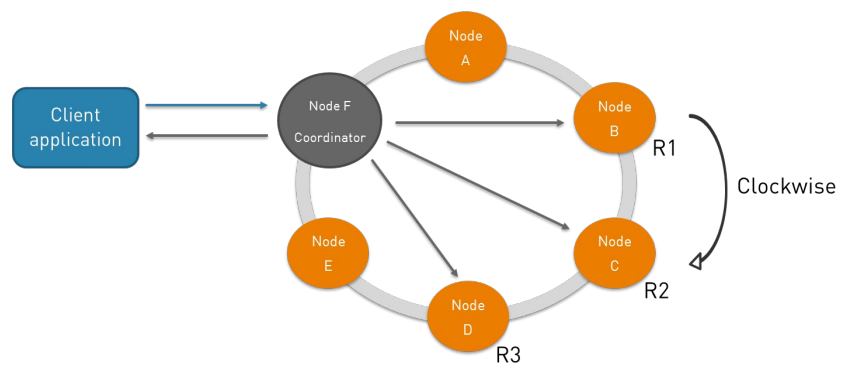 Node
A
Node F
Coordinator
Client
application
Node
B
R1
Clockwise
Node
E
Node
C
R2
Node
D
R3